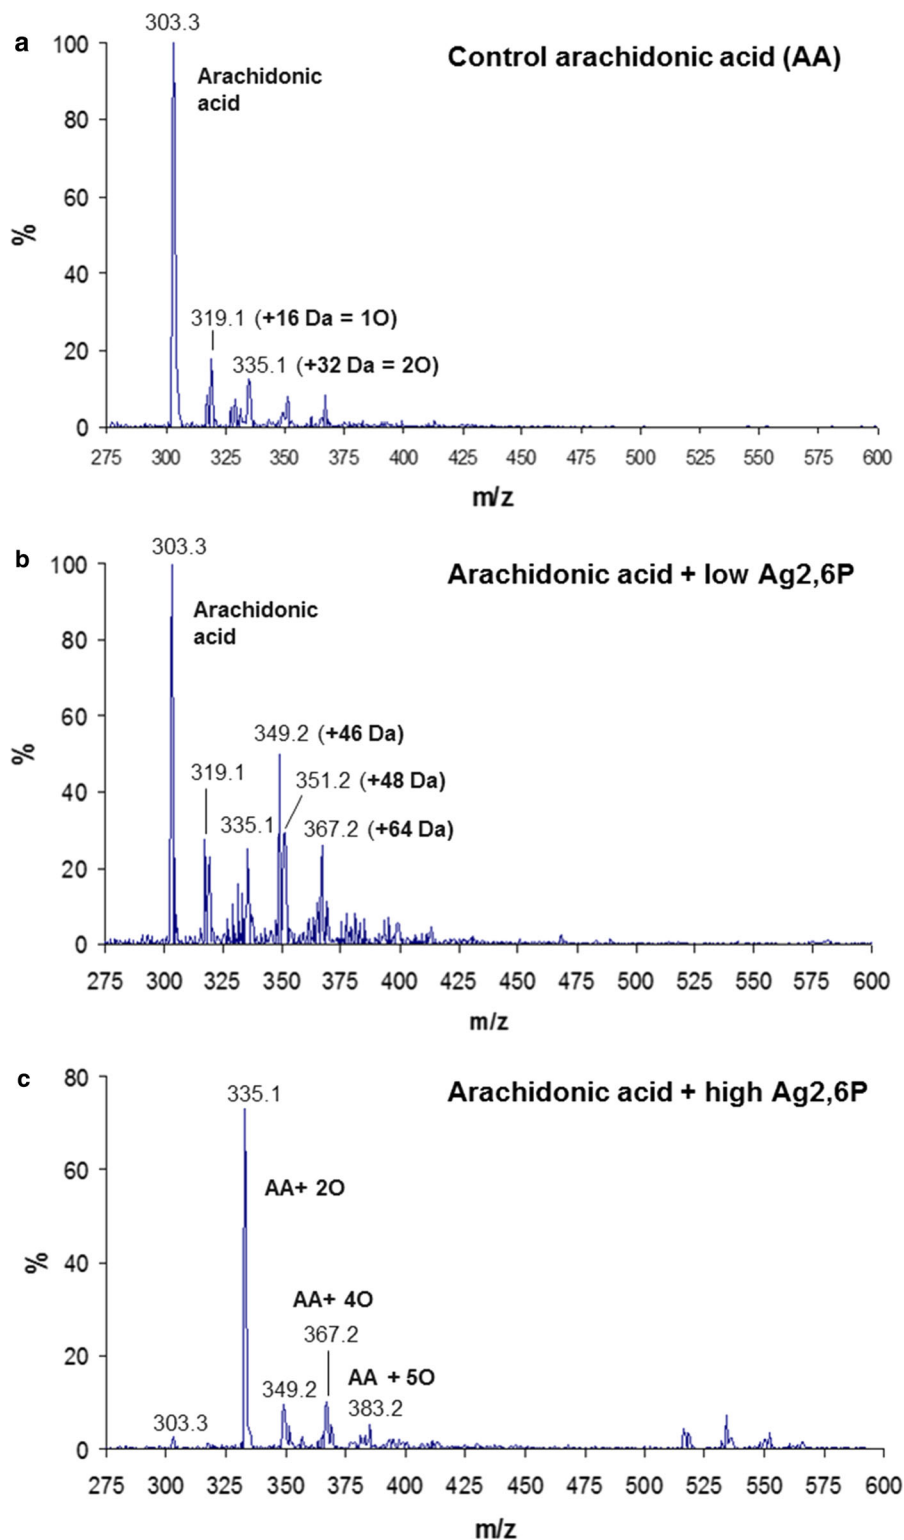 a
Control arachidonic acid (AA)
303.3
Arachidonic
acid
319.1 (+16 Da = 1O)
335.1 (+32 Da = 2O)
%
100
80
60
40
20
0
275 300 325 350 375 400 425 450 475 500 525 550 575 600
m/z
b
Arachidonic acid + low Ag2,6P
303.3
Arachidonic
acid
349.2 (+46 Da)
319.1
351.2 (+48 Da)
335.1
367.2 (+64 Da)
%
100
80
60
40
20
0
275 300 325 350 375 400 425 450 475 500 525 550 575 600
m/z
c
Arachidonic acid + high Ag2,6P
335.1
AA+ 2O
AA+ 4O
367.2
AA + 5O
349.2
383.2
303.3
%
80
60
40
20
0
275 300 325 350 375 400 425 450 475 500 525 550 575 600
m/z